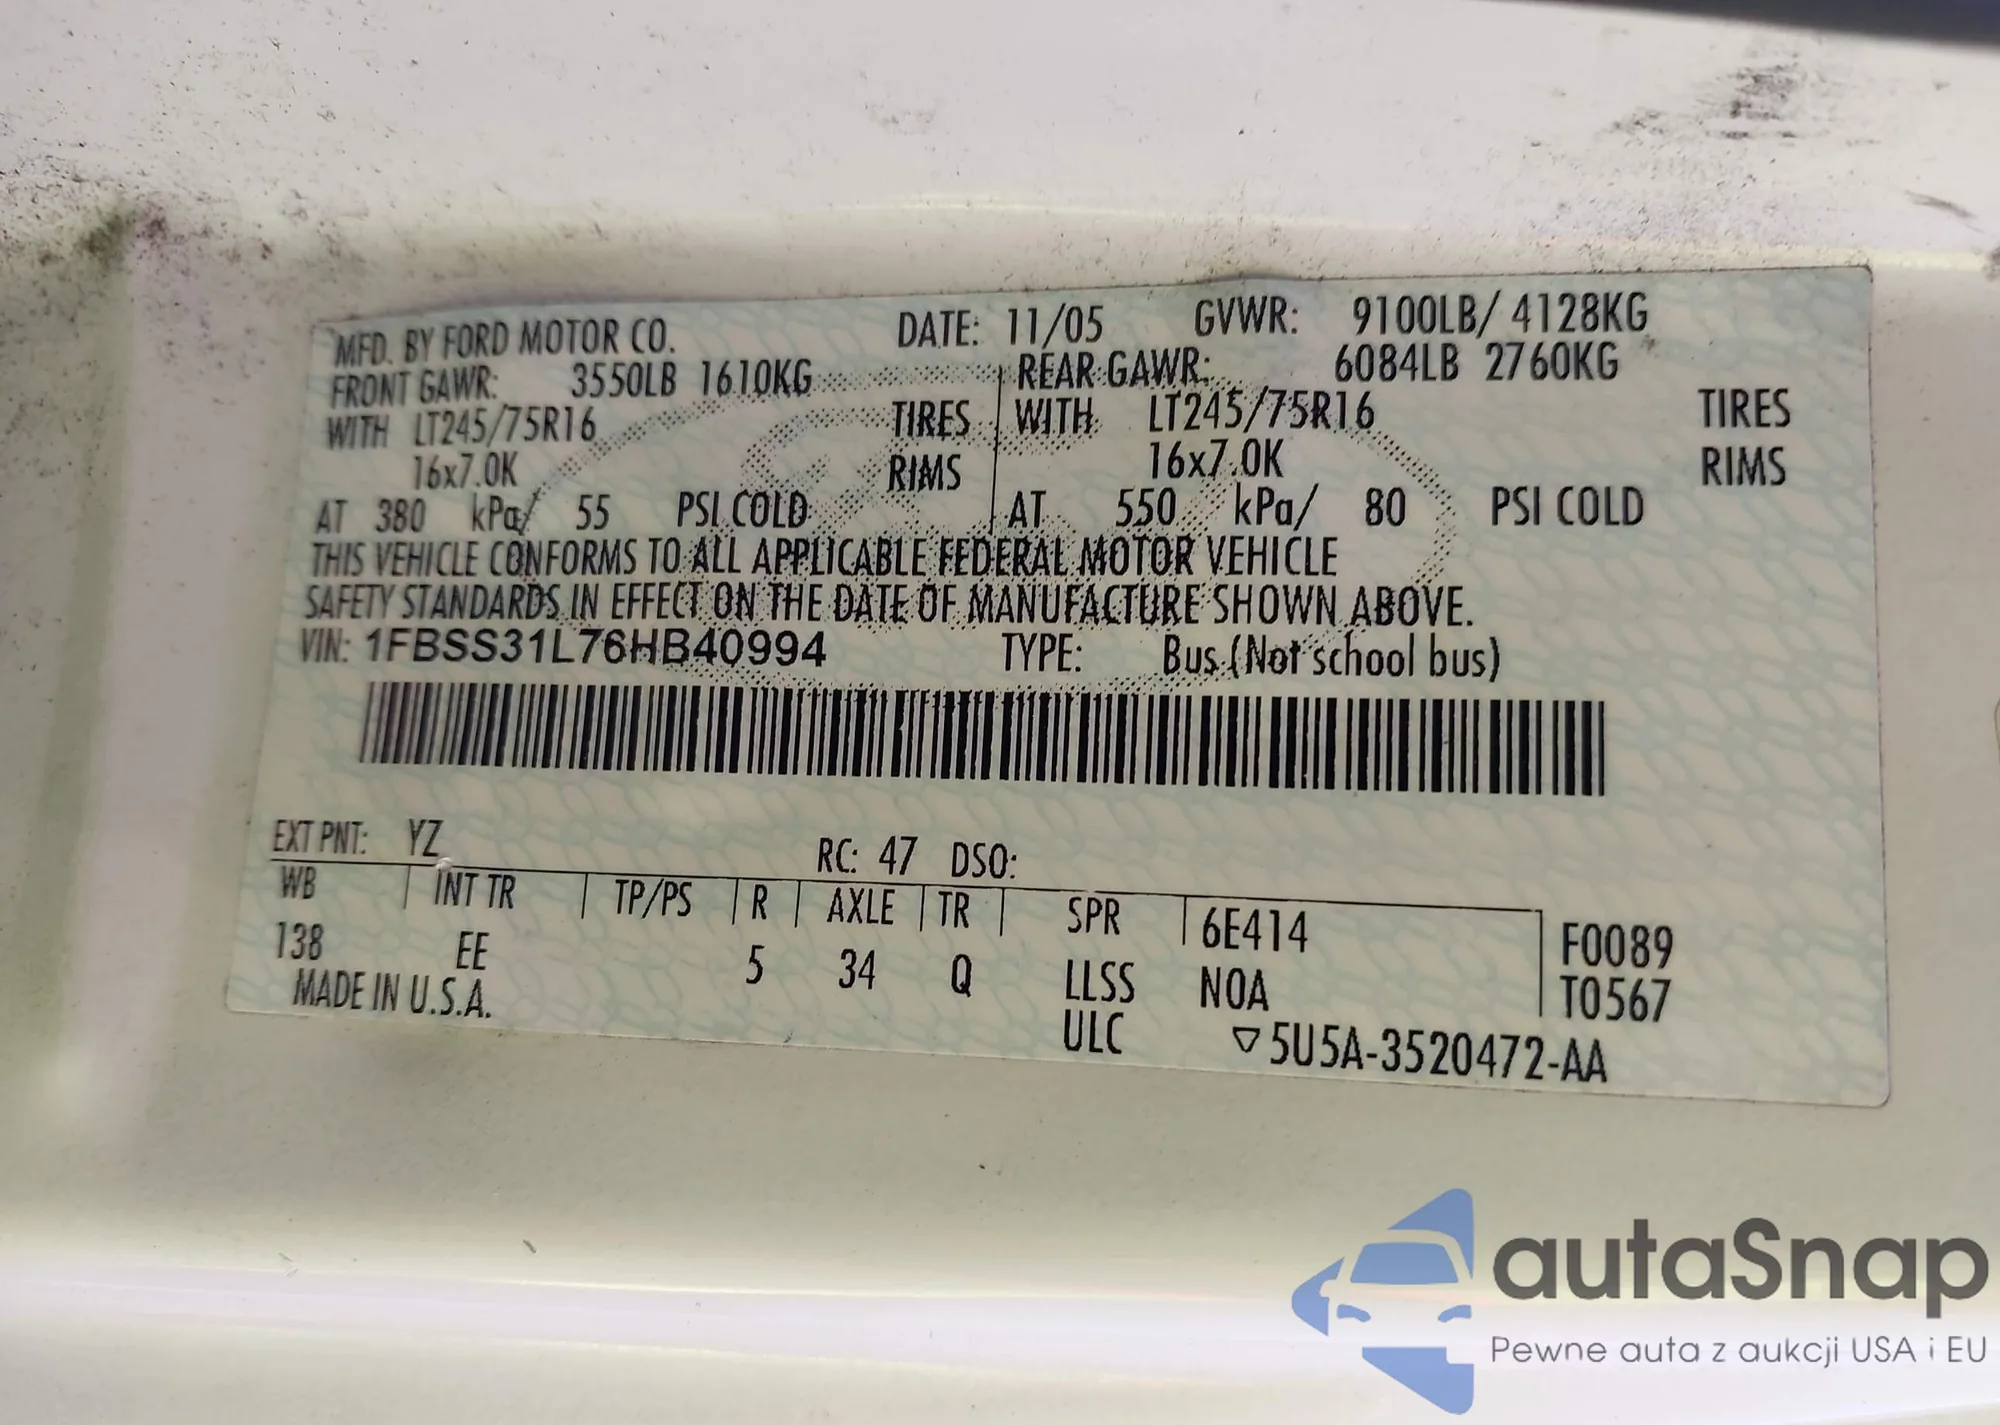 MFD. BY FORD MOTOR CO. DATE: 11/05 GVWR: 9100LB/ 4128KG
FRONT GAWR: 3550LB 1610KG REAR GAWR: 6084LB 2760KG
WITH LT245/75R16 TIRES WITH LT245/75R16 TIRES
16x7.0K RIMS 16x7.0K RIMS
AT 380 kPa/ 55 PSI COLD AT 550 kPa/ 80 PSI COLD
THIS VEHICLE CONFORMS TO ALL APPLICABLE FEDERAL MOTOR VEHICLE
SAFETY STANDARDS IN EFFECT ON THE DATE OF MANUFACTURE SHOWN ABOVE.
VIN: 1FBSS31L76HB40994 TYPE: Bus (Not school bus)
EXT PNT: YZ RC: 47 DSO:
WB INT TR TP/PS R AXLE TR SPR 6E414 F0089
138 EE 5 34 Q LLSS N0A T0567
MADE IN U.S.A. ULC ▽5U5A-3520472-AA
autaSnap
Pewne auta z aukcji USA i EU